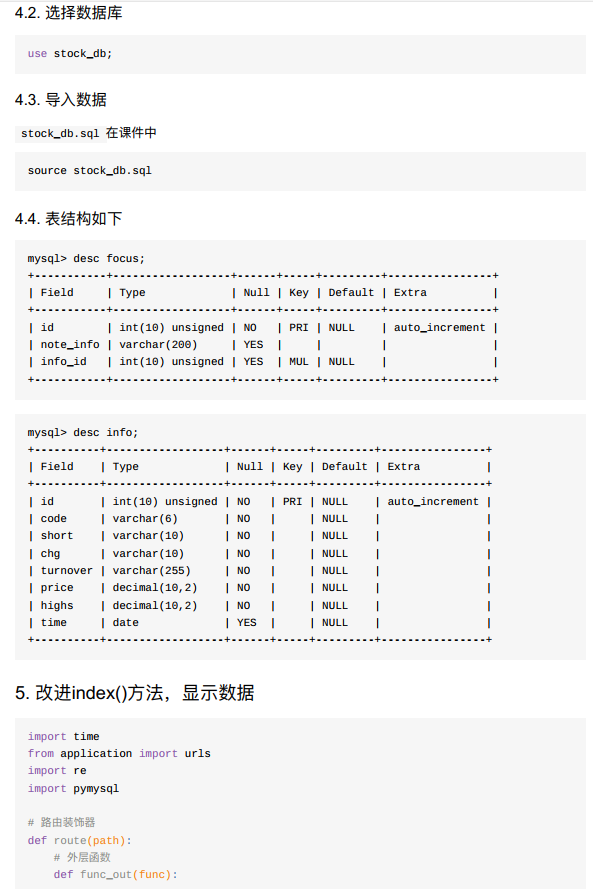 4.2. 选择数据库
use stock_db;
4.3. 导入数据
stock_db.sql 在课件中
source stock_db.sql
4.4. 表结构如下
mysql> desc focus;
+-----------+------------------+------+-----+---------+----------------+
| Field     | Type             | Null | Key | Default | Extra          |
+-----------+------------------+------+-----+---------+----------------+
| id        | int(10) unsigned | NO   | PRI | NULL    | auto_increment |
| note_info | varchar(200)     | YES  |     |         |                |
| info_id   | int(10) unsigned | YES  | MUL | NULL    |                |
+-----------+------------------+------+-----+---------+----------------+
mysql> desc info;
+----------+------------------+------+-----+---------+----------------+
| Field    | Type             | Null | Key | Default | Extra          |
+----------+------------------+------+-----+---------+----------------+
| id       | int(10) unsigned | NO   | PRI | NULL    | auto_increment |
| code     | varchar(6)       | NO   |     | NULL    |                |
| short    | varchar(10)      | NO   |     | NULL    |                |
| chg      | varchar(10)      | NO   |     | NULL    |                |
| turnover | varchar(255)     | NO   |     | NULL    |                |
| price    | decimal(10,2)    | NO   |     | NULL    |                |
| highs    | decimal(10,2)    | NO   |     | NULL    |                |
| time     | date             | YES  |     | NULL    |                |
+----------+------------------+------+-----+---------+----------------+
5. 改进index()方法，显示数据
import time
from application import urls
import re
import pymysql
# 路由装饰器
def route(path):
    # 外层函数
    def func_out(func):